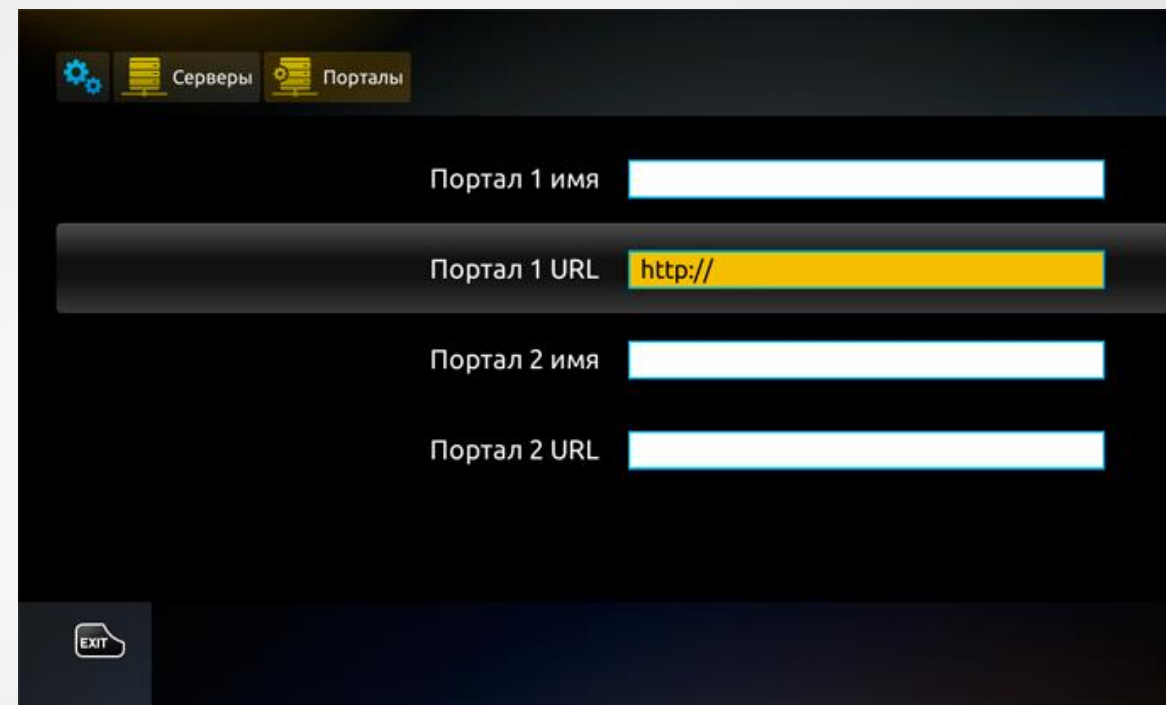 Серверы Порталы
Портал 1 имя
Портал 1 URL http://
Портал 2 имя
Портал 2 URL
EXIT